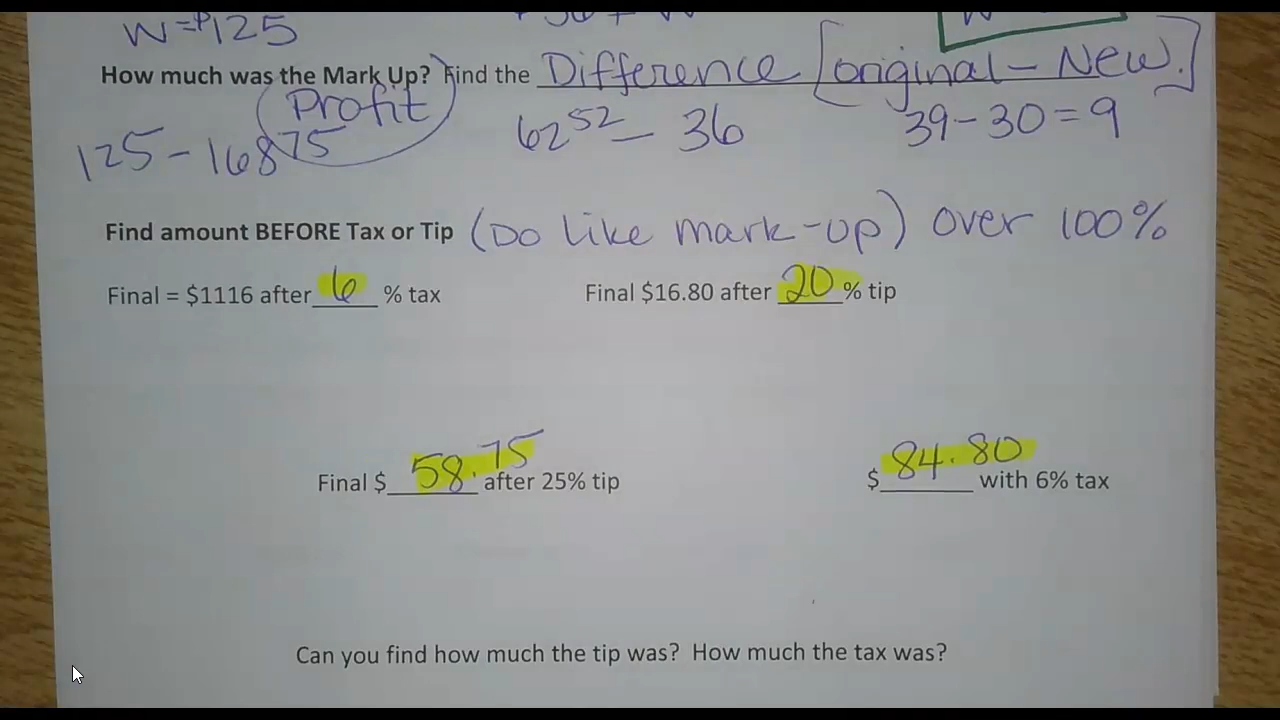 W = $125
How much was the Mark Up? Find the Difference [original - New.]
Profit
125 - 168 75
62 52 - 36
39 - 30 = 9
Find amount BEFORE Tax or Tip (Do like mark-up) over 100%
Final = $1116 after 6 % tax
Final $16.80 after 20 % tip
Final $ 58.75 after 25% tip
$ 84.80 with 6% tax
Can you find how much the tip was? How much the tax was?